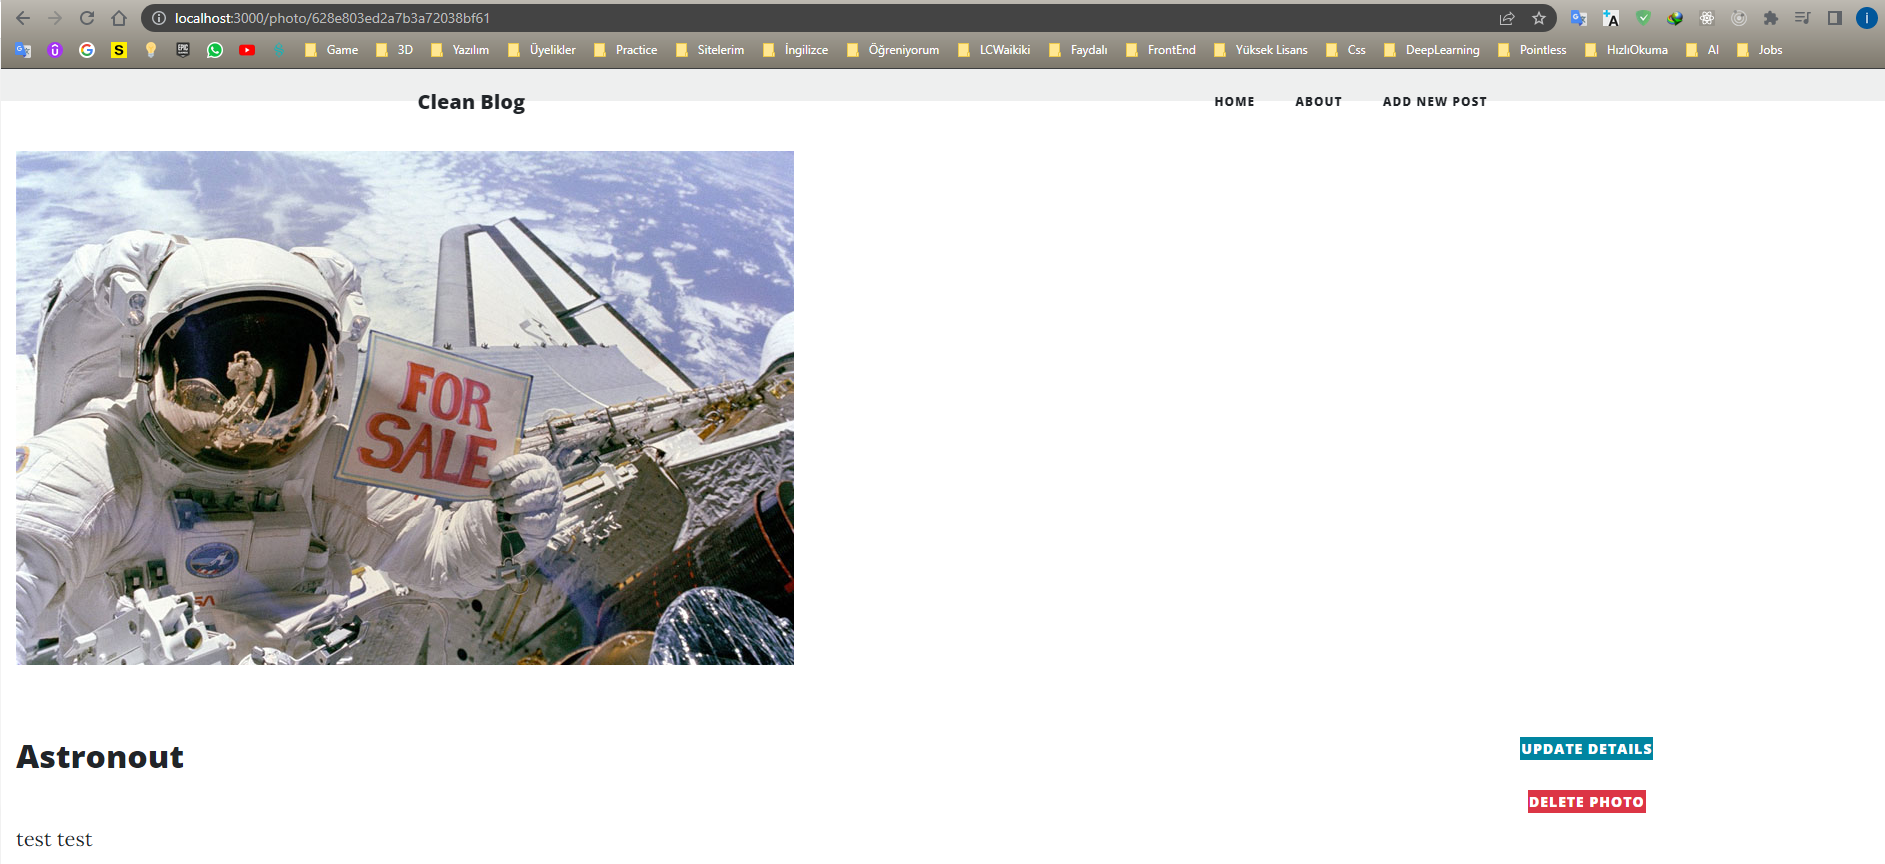 localhost:3000/photo/628e803ed2a7b3a72038bf61
Game 3D Yazılım Üyelikler Practice Sitelerim İngilizce Öğreniyorum LCWaikiki Faydalı FrontEnd Yüksek Lisans Css DeepLearning Pointless HızlıOkuma AI Jobs
Clean Blog HOME ABOUT ADD NEW POST
FOR
SALE
Astronout UPDATE DETAILS
DELETE PHOTO
test test